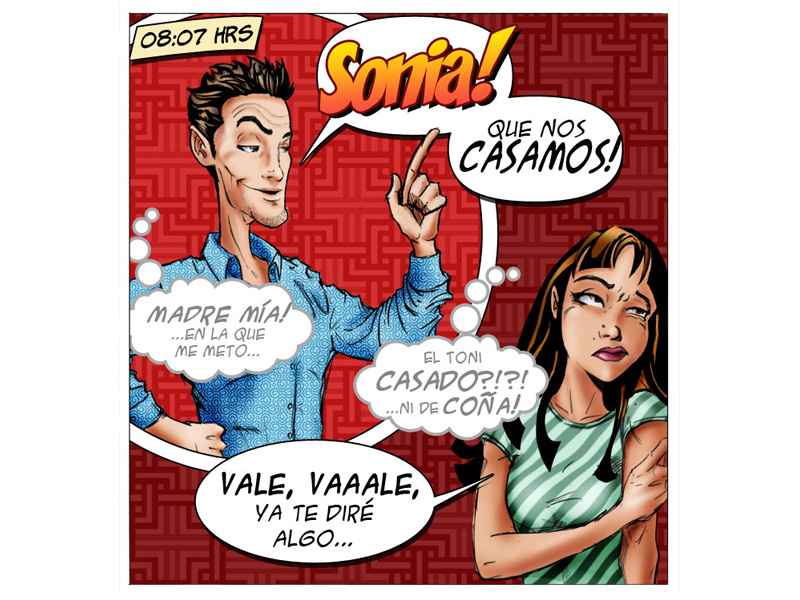 08:07 HRS
Sonia!
QUE NOS
CASAMOS!
MADRE MÍA!
...EN LA QUE
ME METO...
EL TONI
CASADO?!?!
...NI DE COÑA!
VALE, VAAALE,
YA TE DIRÉ
ALGO...